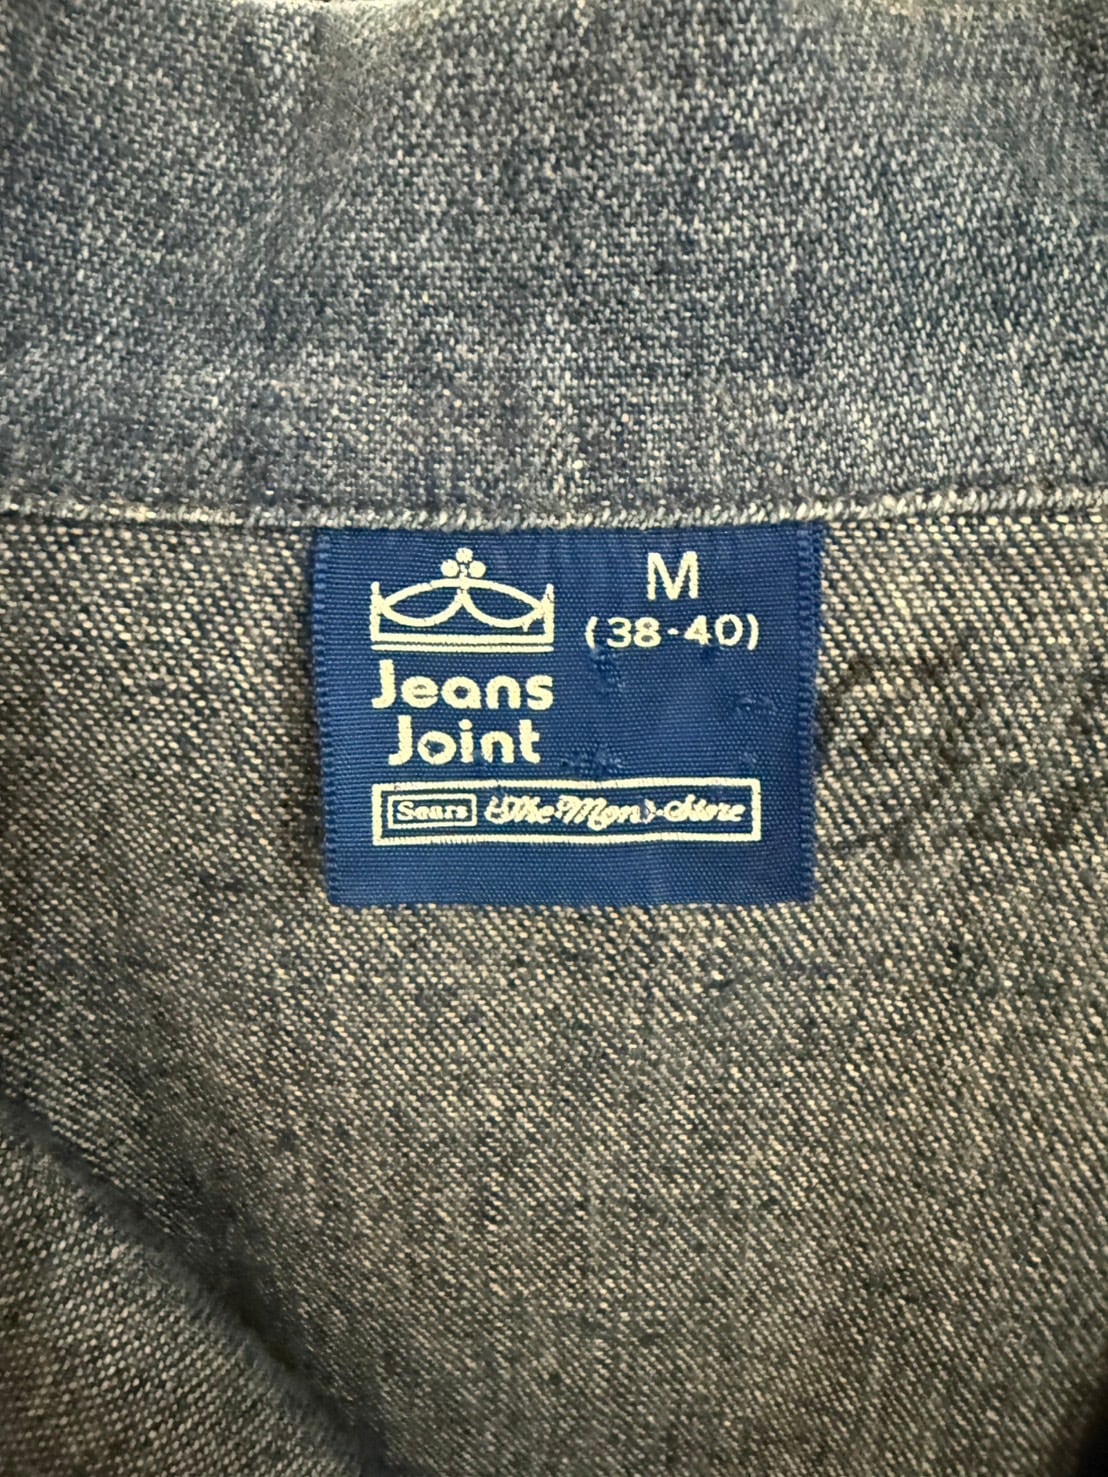 M
(38-40)
Jeans
Joint
Sears The Men's Store